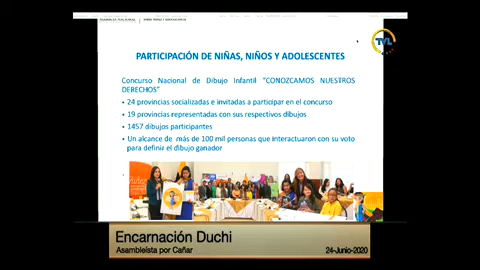 PARTICIPACIÓN DE NIÑAS, NIÑOS Y ADOLESCENTES
Concurso Nacional de Dibujo Infantil "CONOZCAMOS NUESTROS
DERECHOS"
• 24 provincias socializadas e invitadas a participar en el concurso
• 19 provincias representadas con sus respectivos dibujos
• 1457 dibujos participantes
• Un alcance de más de 100 mil personas que interactuaron con su voto
para definir el dibujo ganador
TVL
Encarnación Duchi
Asambleísta por Cañar
24-Junio-2020